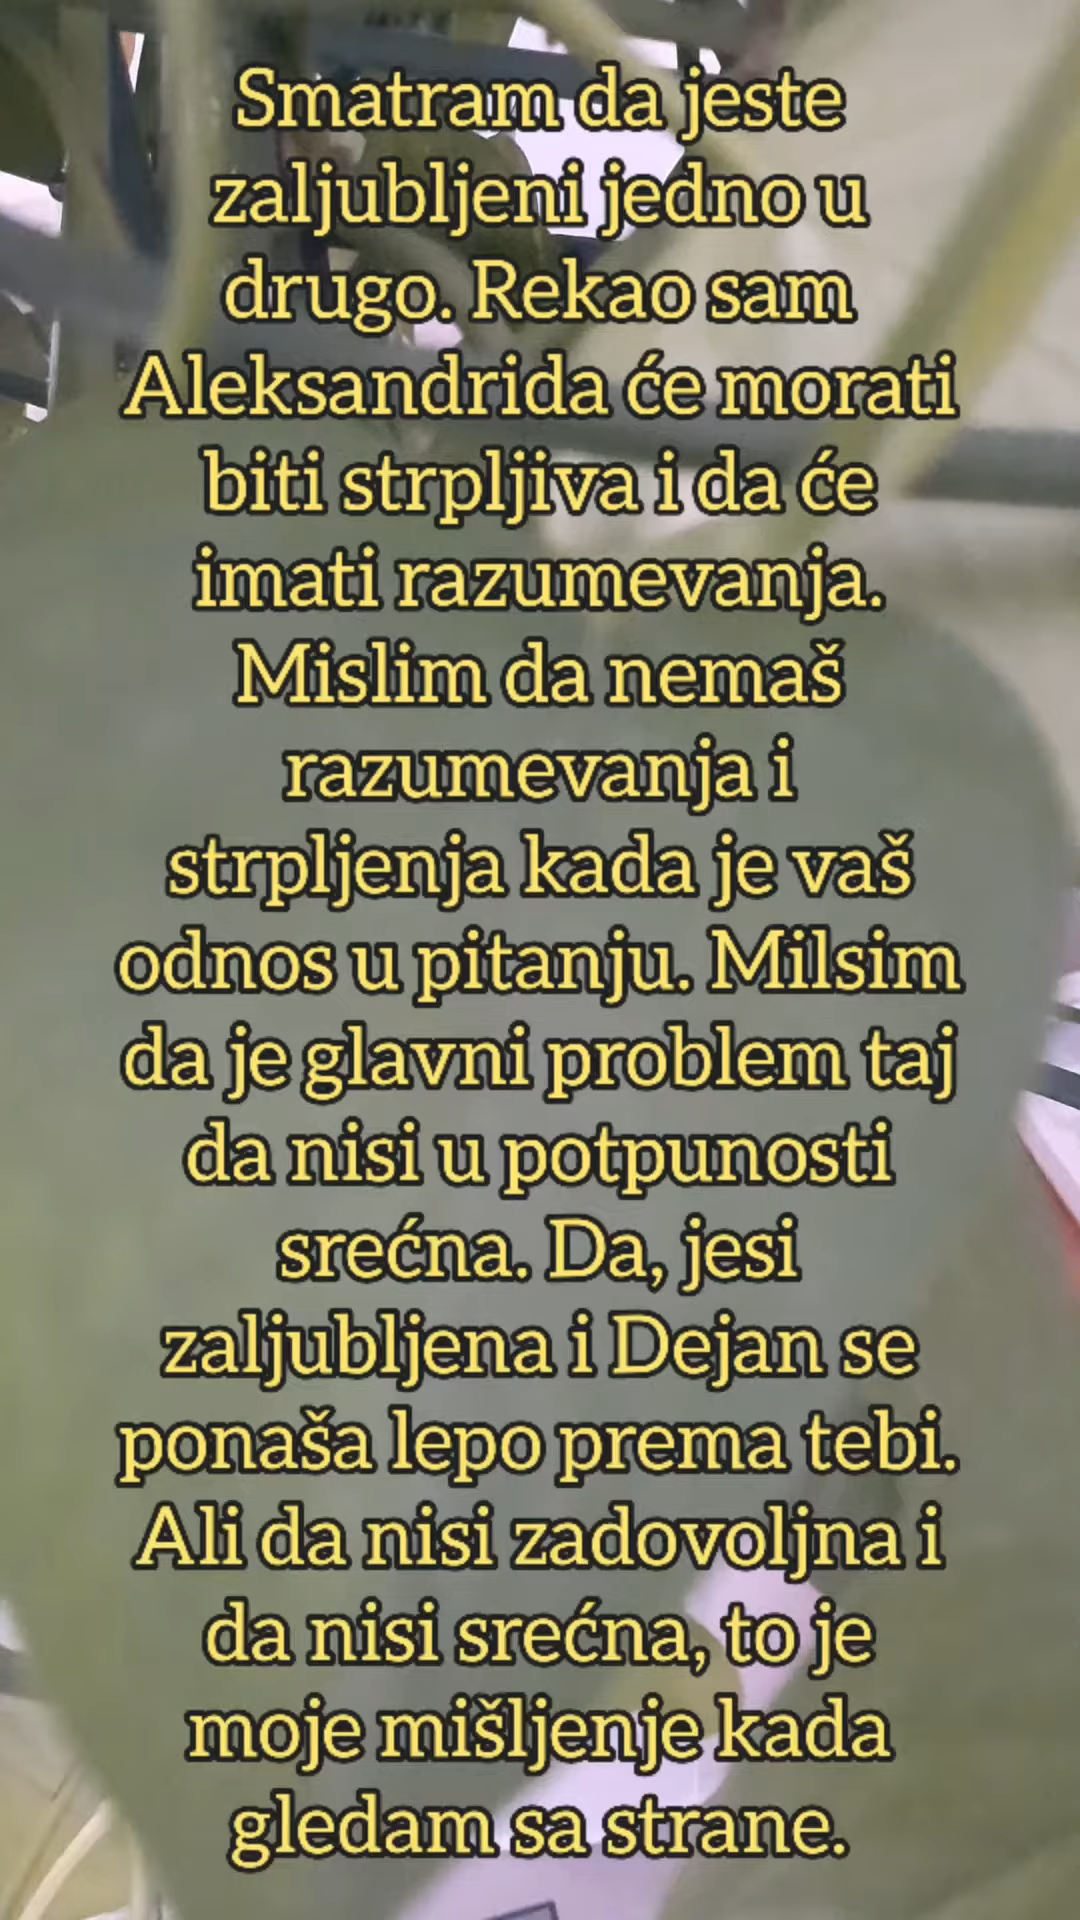 Smatram da jeste
zaljubljeni jedno u
drugo. Rekao sam
Aleksandrida će morati
biti strpljiva i da će
imati razumevanja.
Mislim da nemaš
razumevanja i
strpljenja kada je vaš
odnos u pitanju. Milsim
da je glavni problem taj
da nisi u potpunosti
srećna. Da, jesi
zaljubljena i Dejan se
ponaša lepo prema tebi.
Ali da nisi zadovoljna i
da nisi srećna, to je
moje mišljenje kada
gledam sa strane.